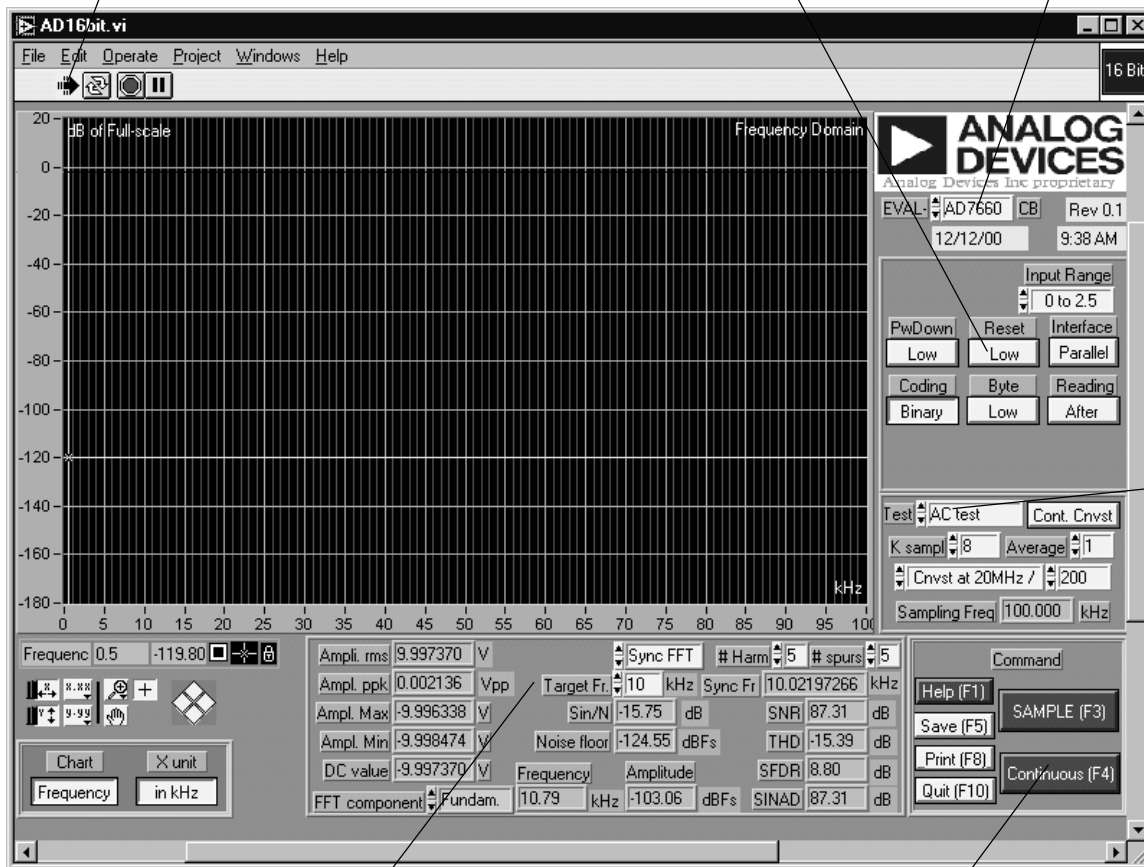 AD16bit.vi
File Edit Operate Project Windows Help
16 Bit
20
dB of Full-scale
Frequency Domain
0
-20
-40
-60
-80
-100
-120
-140
-160
-180
kHz
0 5 10 15 20 25 30 35 40 45 50 55 60 65 70 75 80 85 90 95
ANALOG
DEVICES
Analog Devices Inc proprietary
EVAL- AD7660 CB Rev 0.1
12/12/00 9:38 AM
Input Range
0 to 2.5
PwDown Reset Interface
Low Low Parallel
Coding Byte Reading
Binary Low After
Test AC test Cont. Cnvst
K sampl 8 Average 1
Cnvst at 20MHz / 200
Sampling Freq 100.000 kHz
Frequenc 0.5 -119.80
X.XX
Y.YY
Chart X unit
Frequency in kHz
Ampli. rms 9.997370 V Sync FFT # Harm 5 # spurs 5
Ampl. ppk 0.002136 Vpp Target Fr. 10 kHz Sync Fr 10.02197266 kHz
Ampl. Max -9.996338 V Sin/N -15.75 dB SNR 87.31 dB
Ampl. Min -9.998474 V Noise floor -124.55 dBFs THD -15.39 dB
DC value -9.997370 V Frequency Amplitude SFDR 8.80 dB
FFT component Fundam. 10.79 kHz -103.06 dBFs SINAD 87.31 dB
Command
Help (F1)
SAMPLE (F3)
Save (F5)
Print (F8)
Continuous (F4)
Quit (F10)